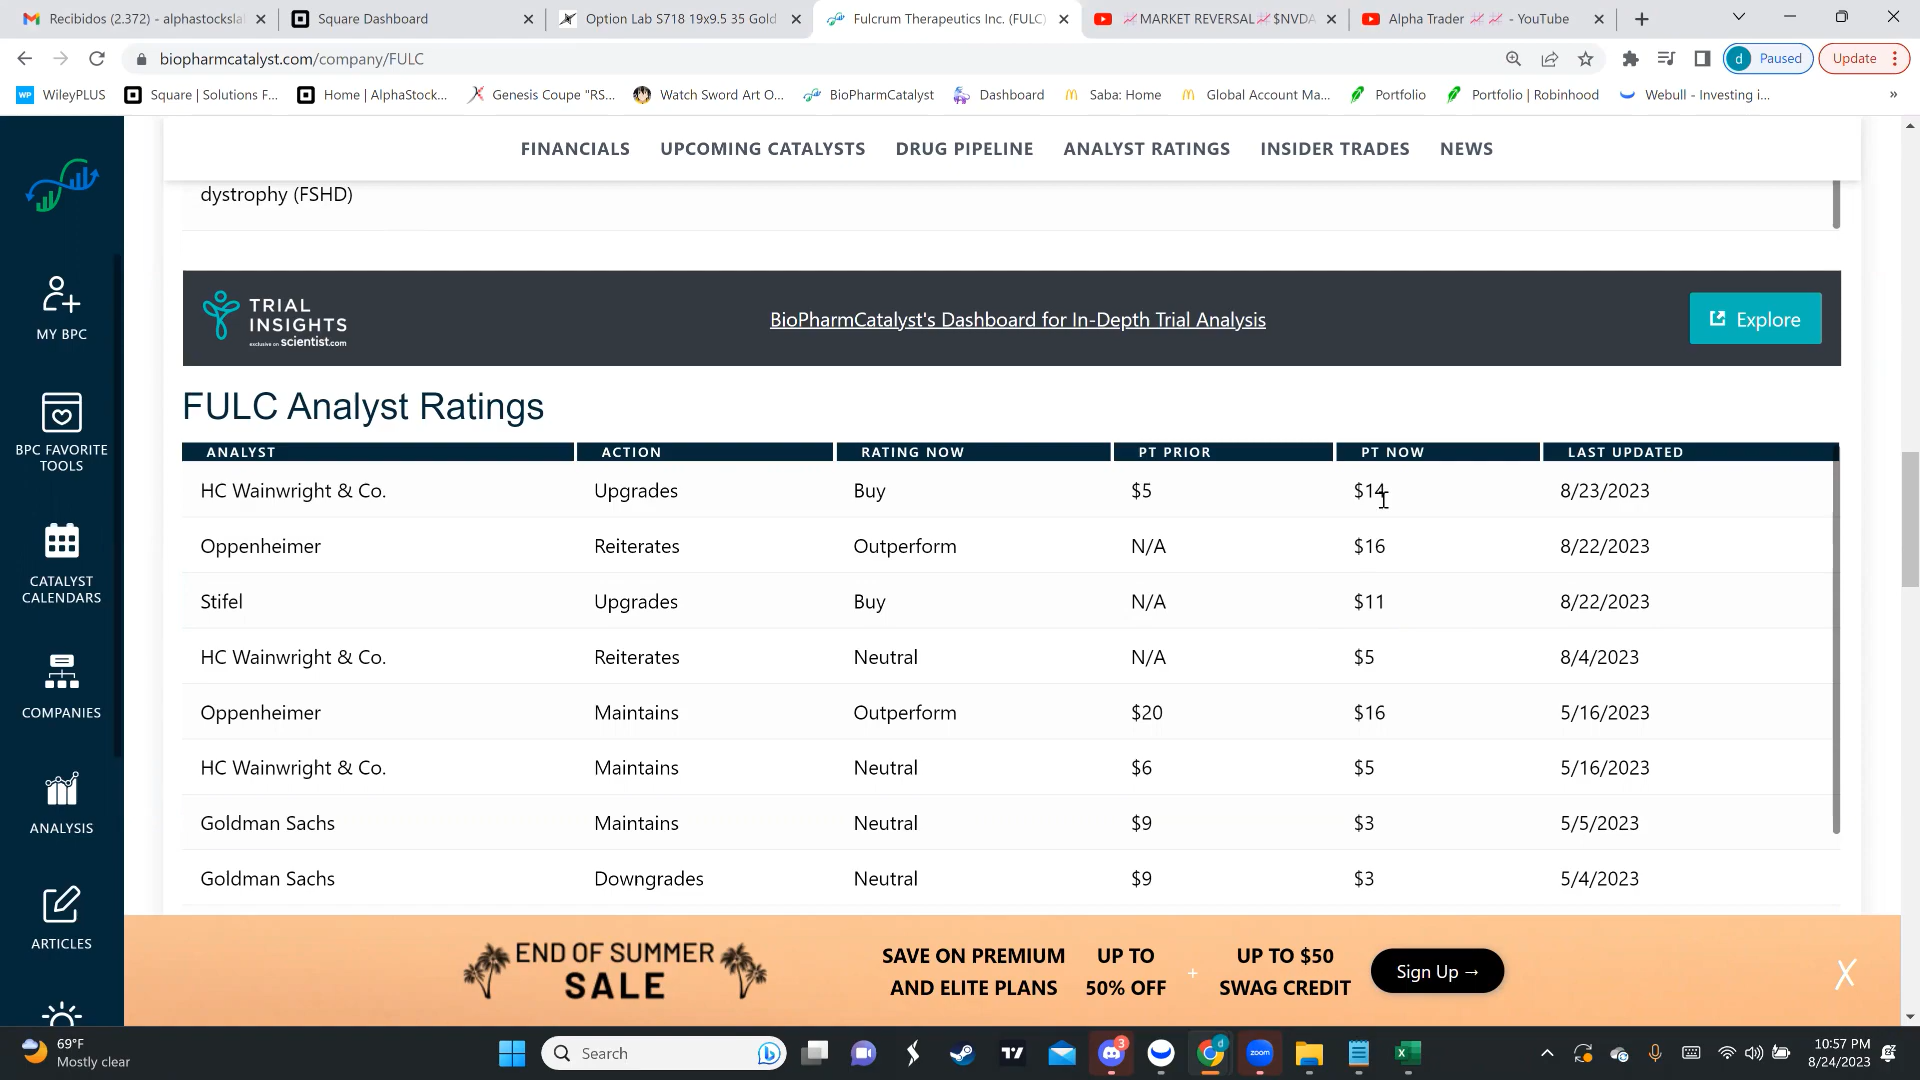 Recibidos (2.372) - alphastocksla
Square Dashboard
Option Lab S718 19x9.5 35 Gold
Fulcrum Therapeutics Inc. (FULC)
MARKET REVERSAL $NVDA
Alpha Trader - YouTube
biopharmcatalyst.com/company/FULC
d Paused
Update
WP WileyPLUS
Square | Solutions F...
Home | AlphaStock...
Genesis Coupe "RS...
Watch Sword Art O...
BioPharmCatalyst
Dashboard
Saba: Home
Global Account Ma...
Portfolio
Portfolio | Robinhood
Webull - Investing i...
»
FINANCIALS UPCOMING CATALYSTS DRUG PIPELINE ANALYST RATINGS INSIDER TRADES NEWS
dystrophy (FSHD)
MY BPC
BPC FAVORITE
TOOLS
CATALYST
CALENDARS
COMPANIES
ANALYSIS
ARTICLES
TRIAL
INSIGHTS
exclusive on scientist.com
BioPharmCatalyst's Dashboard for In-Depth Trial Analysis
Explore
FULC Analyst Ratings
ANALYST ACTION RATING NOW PT PRIOR PT NOW LAST UPDATED
HC Wainwright & Co. Upgrades Buy $5 $14 8/23/2023
Oppenheimer Reiterates Outperform N/A $16 8/22/2023
Stifel Upgrades Buy N/A $11 8/22/2023
HC Wainwright & Co. Reiterates Neutral N/A $5 8/4/2023
Oppenheimer Maintains Outperform $20 $16 5/16/2023
HC Wainwright & Co. Maintains Neutral $6 $5 5/16/2023
Goldman Sachs Maintains Neutral $9 $3 5/5/2023
Goldman Sachs Downgrades Neutral $9 $3 5/4/2023
END OF SUMMER
SALE
SAVE ON PREMIUM
AND ELITE PLANS
UP TO
50% OFF
+
UP TO $50
SWAG CREDIT
Sign Up →
X
69°F
Mostly clear
Search
3
d
zoom
10:57 PM
8/24/2023